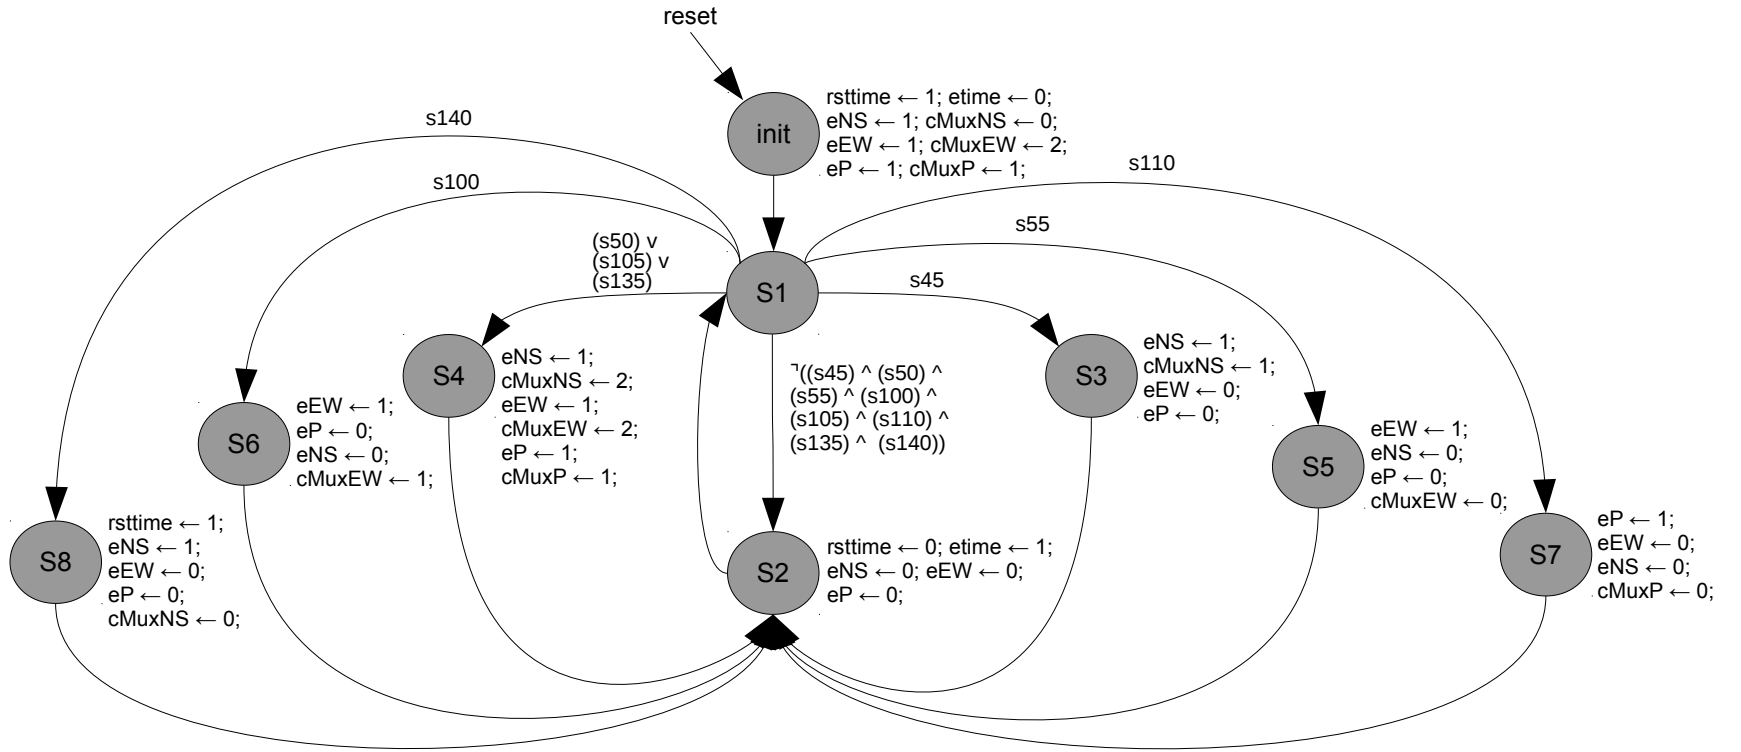 reset
init
rsttime ← 1; etime ← 0;
eNS ← 1; cMuxNS ← 0;
eEW ← 1; cMuxEW ← 2;
eP ← 1; cMuxP ← 1;
s140
s100
s110
s55
(s50) v
(s105) v
(s135)
s45
S1
S4
eNS ← 1;
cMuxNS ← 2;
eEW ← 1;
cMuxEW ← 2;
eP ← 1;
cMuxP ← 1;
⌝((s45) ^ (s50) ^
(s55) ^ (s100) ^
(s105) ^ (s110) ^
(s135) ^ (s140))
S3
eNS ← 1;
cMuxNS ← 1;
eEW ← 0;
eP ← 0;
S6
eEW ← 1;
eP ← 0;
eNS ← 0;
cMuxEW ← 1;
S5
eEW ← 1;
eNS ← 0;
eP ← 0;
cMuxEW ← 0;
S8
rsttime ← 1;
eNS ← 1;
eEW ← 0;
eP ← 0;
cMuxNS ← 0;
S2
rsttime ← 0; etime ← 1;
eNS ← 0; eEW ← 0;
eP ← 0;
S7
eP ← 1;
eEW ← 0;
eNS ← 0;
cMuxP ← 0;